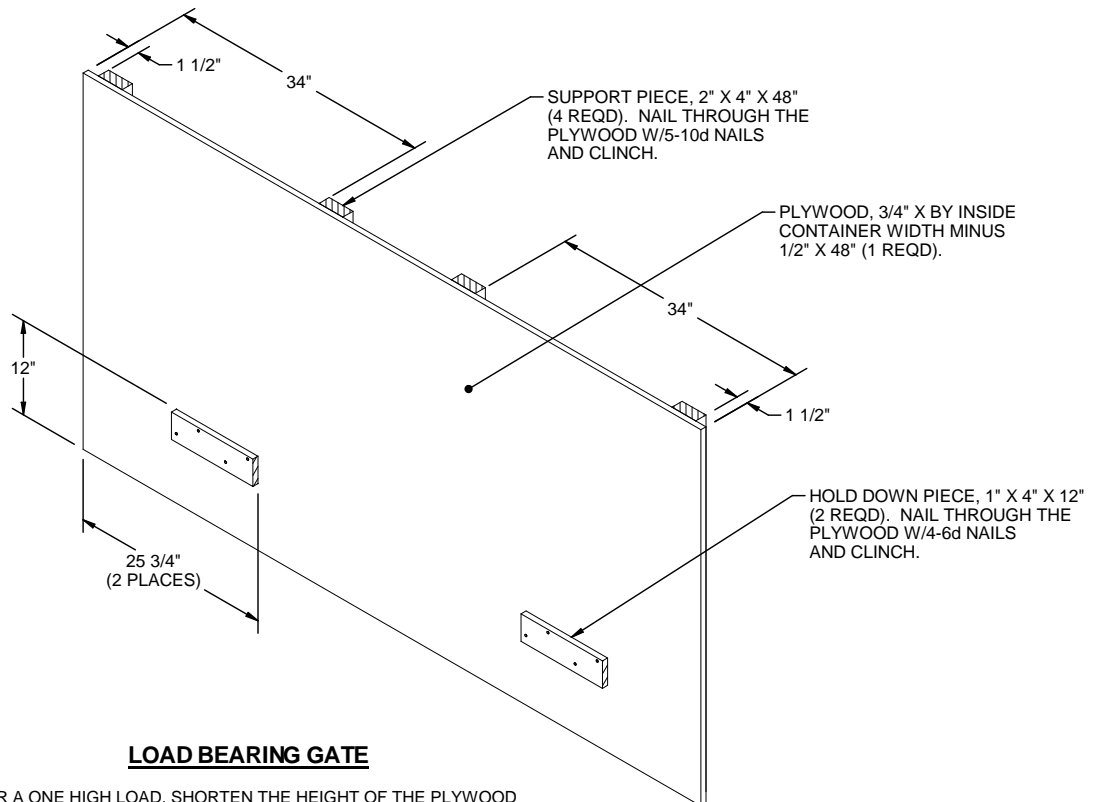 1 1/2"
34"
SUPPORT PIECE, 2" X 4" X 48"
(4 REQD).  NAIL THROUGH THE
PLYWOOD W/5-10d NAILS
AND CLINCH.
PLYWOOD, 3/4" X BY INSIDE
CONTAINER WIDTH MINUS
1/2" X 48" (1 REQD).
34"
12"
1 1/2"
HOLD DOWN PIECE, 1" X 4" X 12"
(2 REQD).  NAIL THROUGH THE
PLYWOOD W/4-6d NAILS
AND CLINCH.
25 3/4"
(2 PLACES)
LOAD BEARING GATE
A ONE HIGH LOAD, SHORTEN THE HEIGHT OF THE PLYWOOD